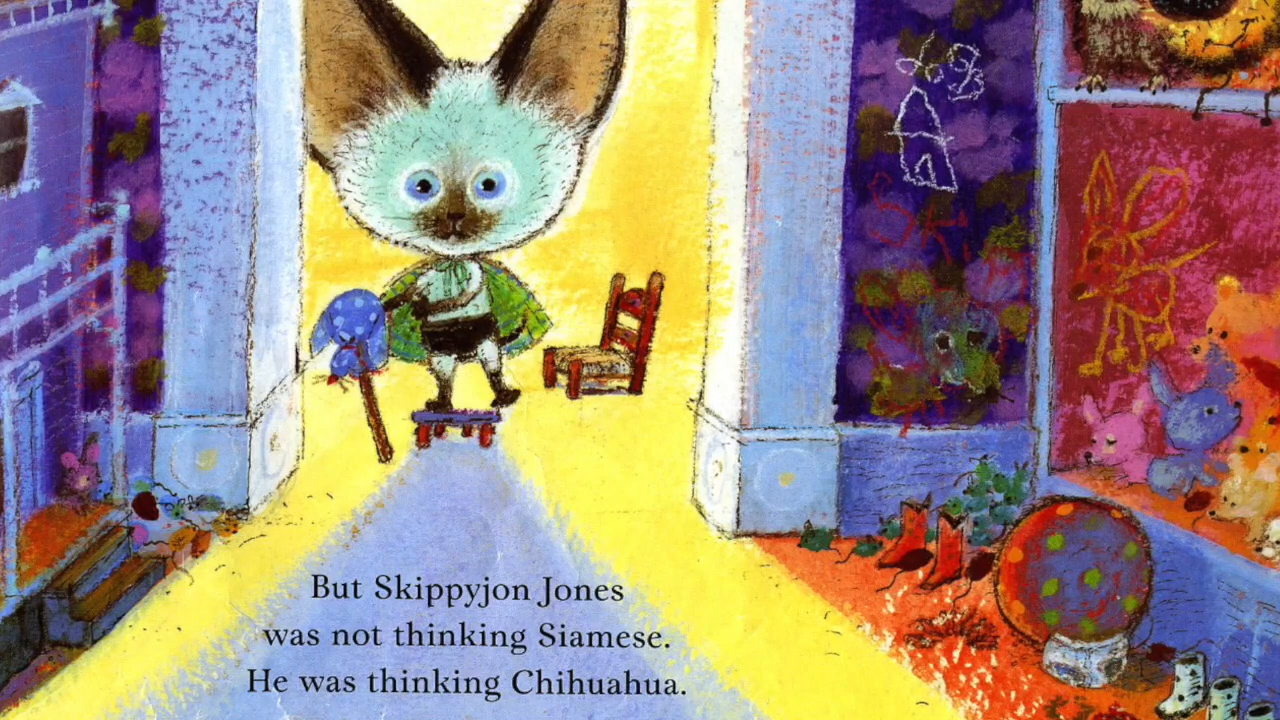 But Skippyjon Jones
was not thinking Siamese.
He was thinking Chihuahua.